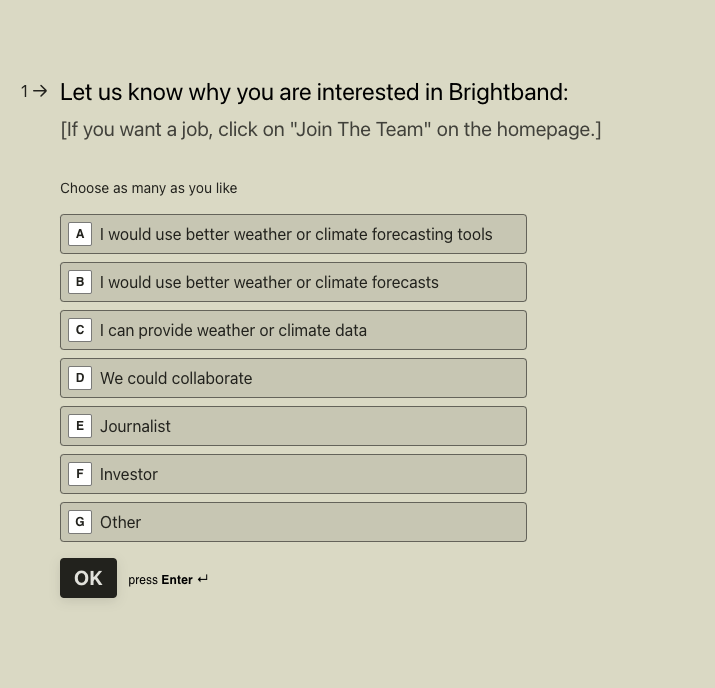 1→ Let us know why you are interested in Brightband:
[If you want a job, click on "Join The Team" on the homepage.]
Choose as many as you like
A I would use better weather or climate forecasting tools
B I would use better weather or climate forecasts
C I can provide weather or climate data
D We could collaborate
E Journalist
F Investor
G Other
OK press Enter ↵